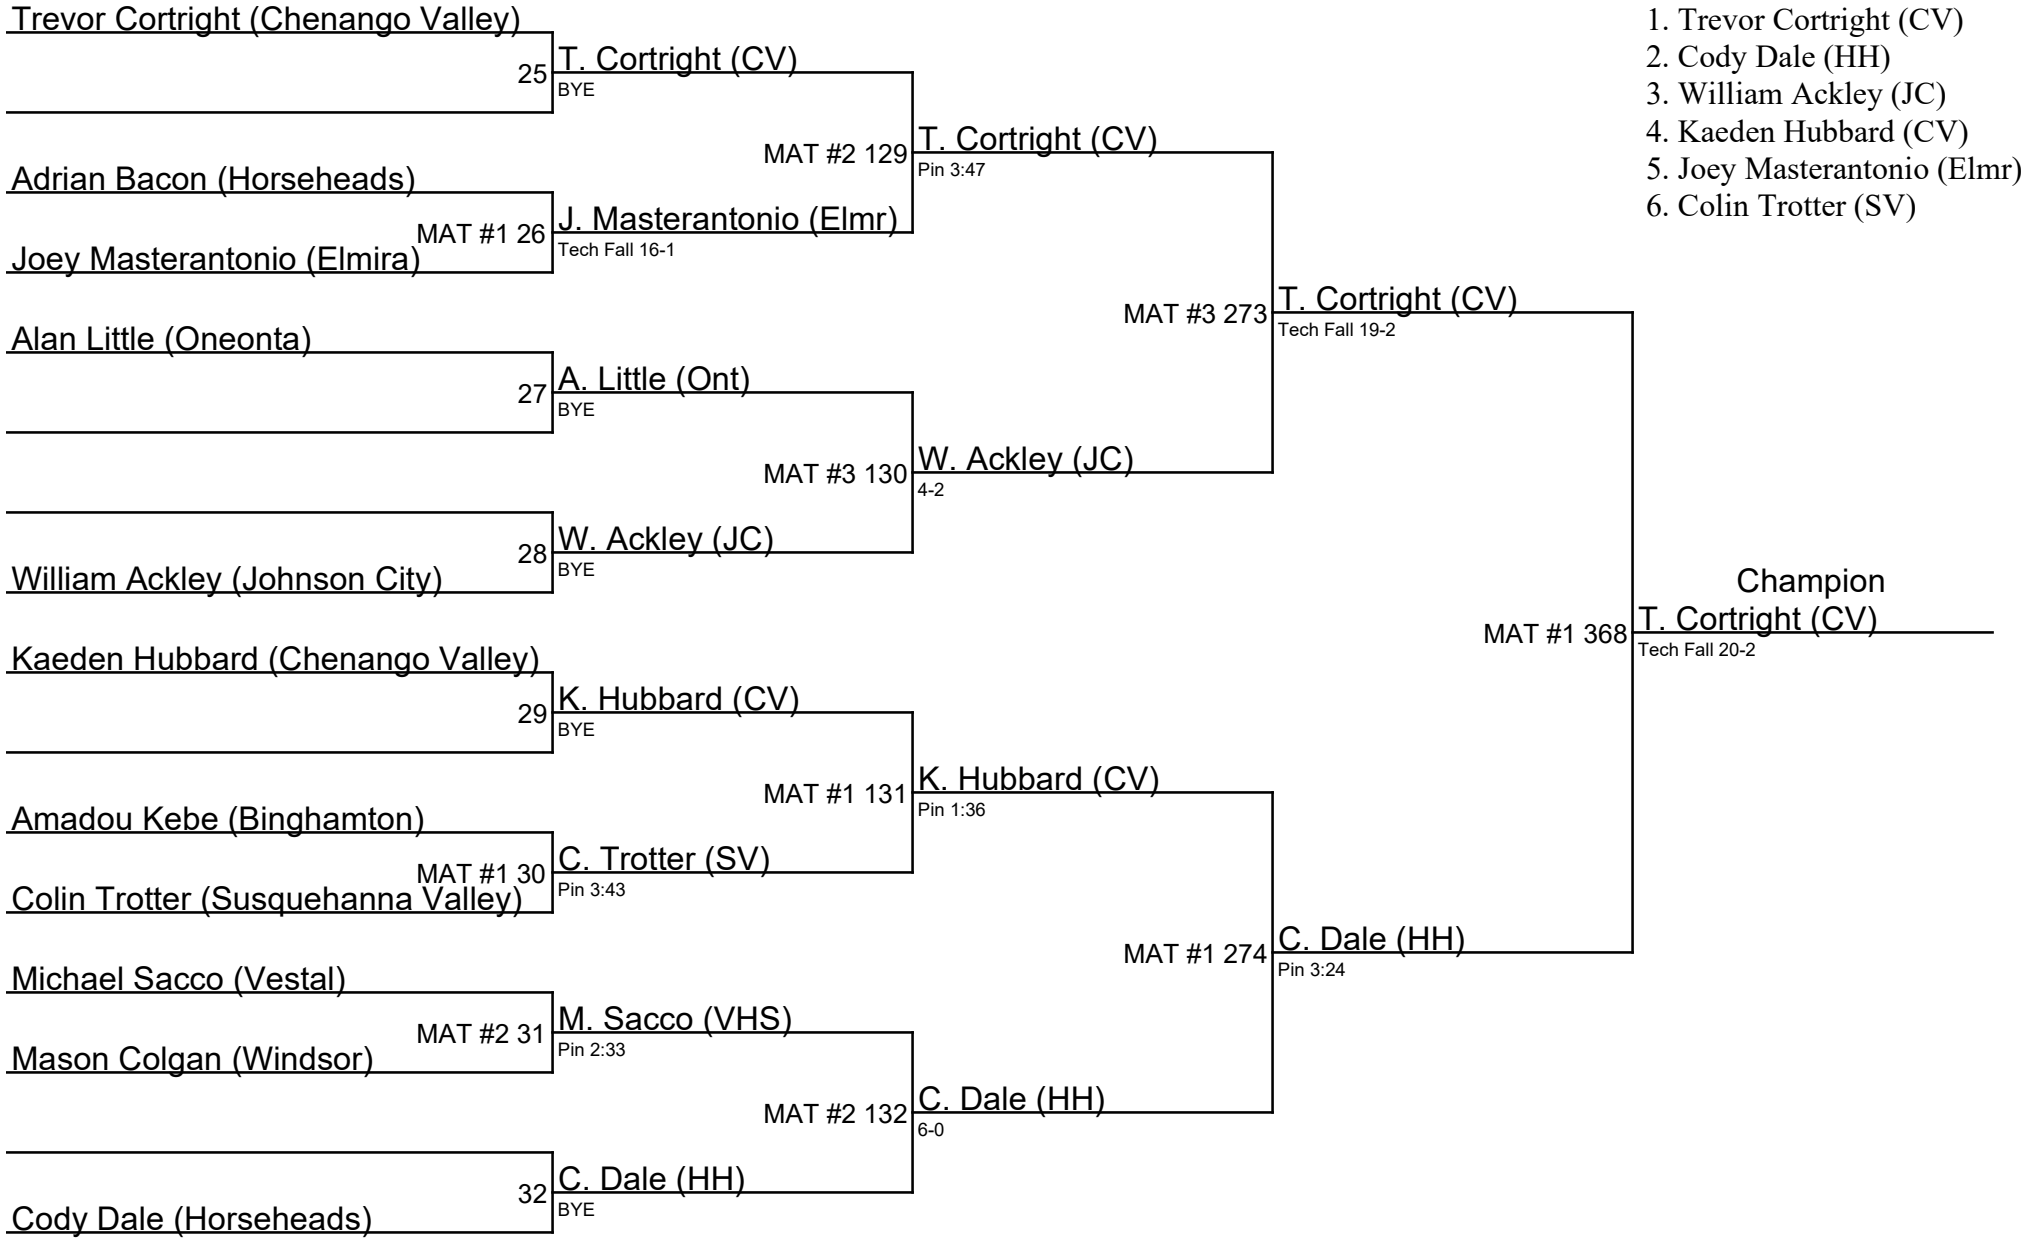 Trevor Cortright (Chenango Valley)
25
T. Cortright (CV)
BYE
MAT #2 129
T. Cortright (CV)
Pin 3:47
Adrian Bacon (Horseheads)
MAT #1 26
J. Masterantonio (Elmr)
Tech Fall 16-1
Joey Masterantonio (Elmira)
MAT #3 273
T. Cortright (CV)
Tech Fall 19-2
Alan Little (Oneonta)
27
A. Little (Ont)
BYE
MAT #3 130
W. Ackley (JC)
4-2
28
W. Ackley (JC)
BYE
William Ackley (Johnson City)
Champion
MAT #1 368
T. Cortright (CV)
Tech Fall 20-2
Kaeden Hubbard (Chenango Valley)
29
K. Hubbard (CV)
BYE
MAT #1 131
K. Hubbard (CV)
Pin 1:36
Amadou Kebe (Binghamton)
MAT #1 30
C. Trotter (SV)
Pin 3:43
Colin Trotter (Susquehanna Valley)
MAT #1 274
C. Dale (HH)
Pin 3:24
Michael Sacco (Vestal)
MAT #2 31
M. Sacco (VHS)
Pin 2:33
Mason Colgan (Windsor)
MAT #2 132
C. Dale (HH)
6-0
32
C. Dale (HH)
BYE
Cody Dale (Horseheads)
1. Trevor Cortright (CV)
2. Cody Dale (HH)
3. William Ackley (JC)
4. Kaeden Hubbard (CV)
5. Joey Masterantonio (Elmr)
6. Colin Trotter (SV)